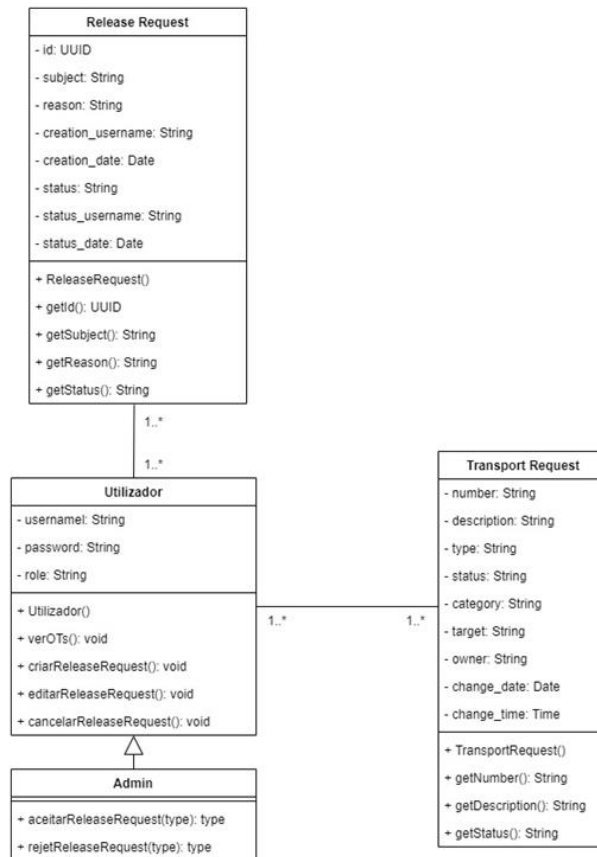 Release Request
- id: UUID
- subject: String
- reason: String
- creation_username: String
- creation_date: Date
- status: String
- status_username: String
- status_date: Date
+ ReleaseRequest()
+ getId(): UUID
+ getSubject(): String
+ getReason(): String
+ getStatus(): String
1..*
1..*
Utilizador
- usernamel: String
- password: String
- role: String
+ Utilizador()
+ verOTs(): void
+ criarReleaseRequest(): void
+ editarReleaseRequest(): void
+ cancelarReleaseRequest(): void
1..*
1..*
Transport Request
- number: String
- description: String
- type: String
- status: String
- category: String
- target: String
- owner: String
- change_date: Date
- change_time: Time
+ TransportRequest()
+ getNumber(): String
+ getDescription(): String
+ getStatus(): String
Admin
+ aceitarReleaseRequest(type): type
+ rejetReleaseRequest(type): type